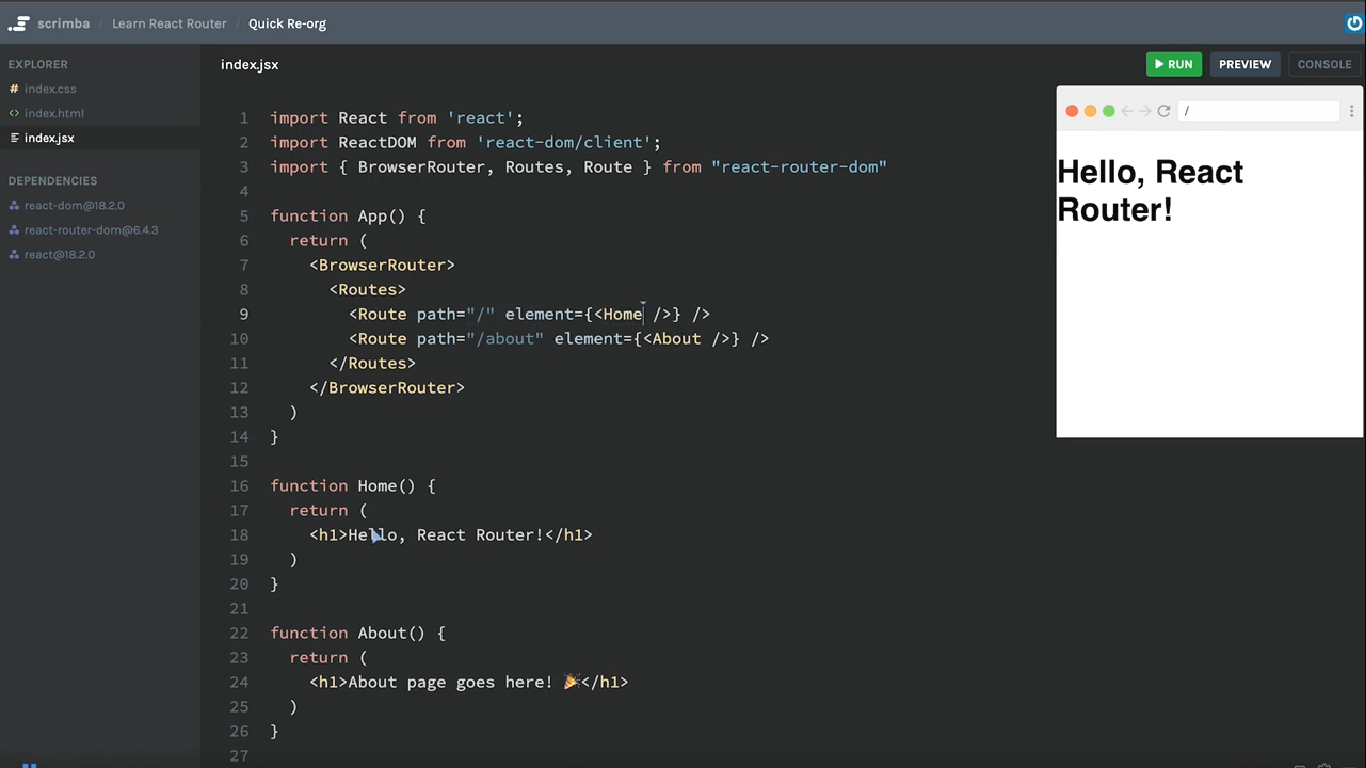 scrimba / Learn React Router / Quick Re-org
EXPLORER
# index.css
<> index.html
index.jsx
DEPENDENCIES
react-dom@18.2.0
react-router-dom@6.4.3
react@18.2.0
index.jsx
RUN
PREVIEW
CONSOLE
1 import React from 'react';
2 import ReactDOM from 'react-dom/client';
3 import { BrowserRouter, Routes, Route } from "react-router-dom"
4
5 function App() {
6 return (
7 <BrowserRouter>
8 <Routes>
9 <Route path="/" element={<Home />} />
10 <Route path="/about" element={<About />} />
11 </Routes>
12 </BrowserRouter>
13 )
14 }
15
16 function Home() {
17 return (
18 <h1>Hello, React Router!</h1>
19 )
20 }
21
22 function About() {
23 return (
24 <h1>About page goes here! 🎉</h1>
25 )
26 }
27
/
Hello, React
Router!